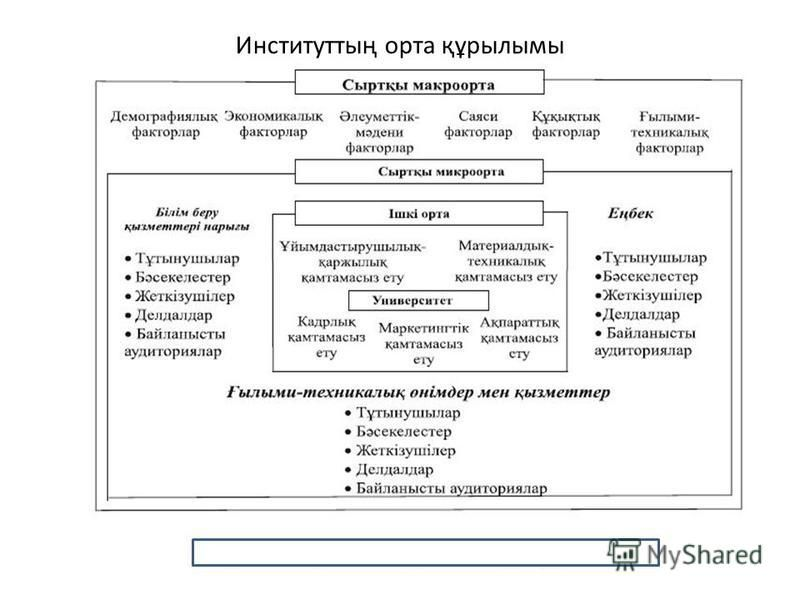 Институттың орта құрылымы
Сыртқы макроорта
Демографиялық
факторлар
Экономикалық
факторлар
Әлеуметтік-
мәдени
факторлар
Саяси
факторлар
Құқықтық
факторлар
Ғылыми-
техникалық
факторлар
Сыртқы микроорта
Білім беру
қызметтері нарығы
• Тұтынушылар
• Бәсекелестер
• Жеткізушілер
• Делдалдар
• Байланысты
аудиториялар
Ішкі орта
Ұйымдастырушылық-
қаржылық
қамтамасыз ету
Материалдық-
техникалық
қамтамасыз ету
Университет
Кадрлық
қамтамасыз
ету
Маркетингтік
қамтамасыз
ету
Ақпараттық
қамтамасыз
ету
Еңбек
•Тұтынушылар
•Бәсекелестер
•Жеткізушілер
•Делдалдар
• Байланысты
аудиториялар
Ғылыми-техникалық өнімдер мен қызметтер
• Тұтынушылар
• Бәсекелестер
• Жеткізушілер
• Делдалдар
• Байланысты аудиториялар
MyShared